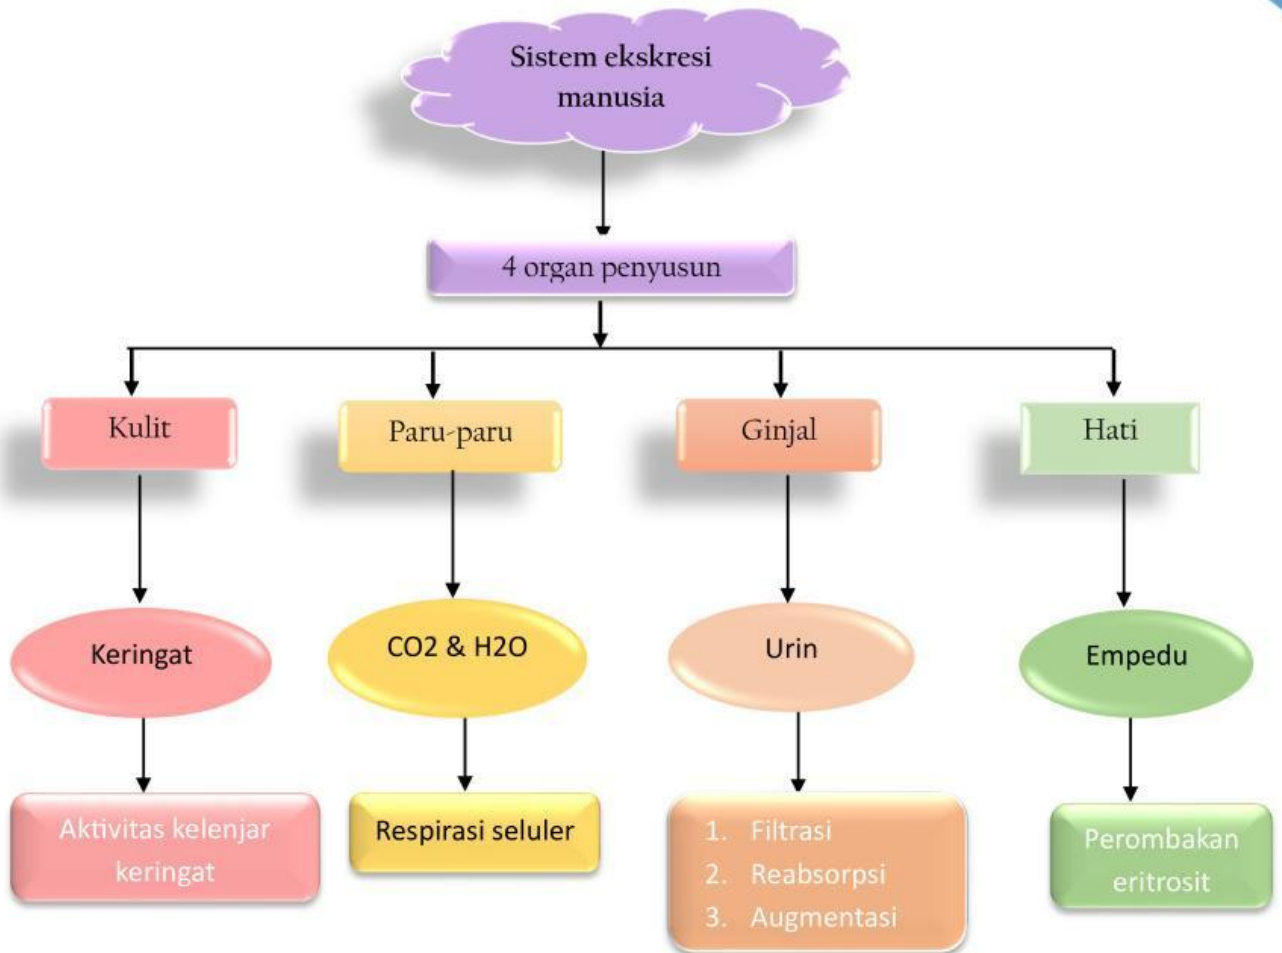 Sistem ekskresi
manusia
4 organ penyusun
Kulit
Paru-paru
Ginjal
Hati
Keringat
CO2 & H2O
Urin
Empedu
Aktivitas kelenjar
keringat
Respirasi seluler
1. Filtrasi
2. Reabsorpsi
3. Augmentasi
Perombakan
eritrosit